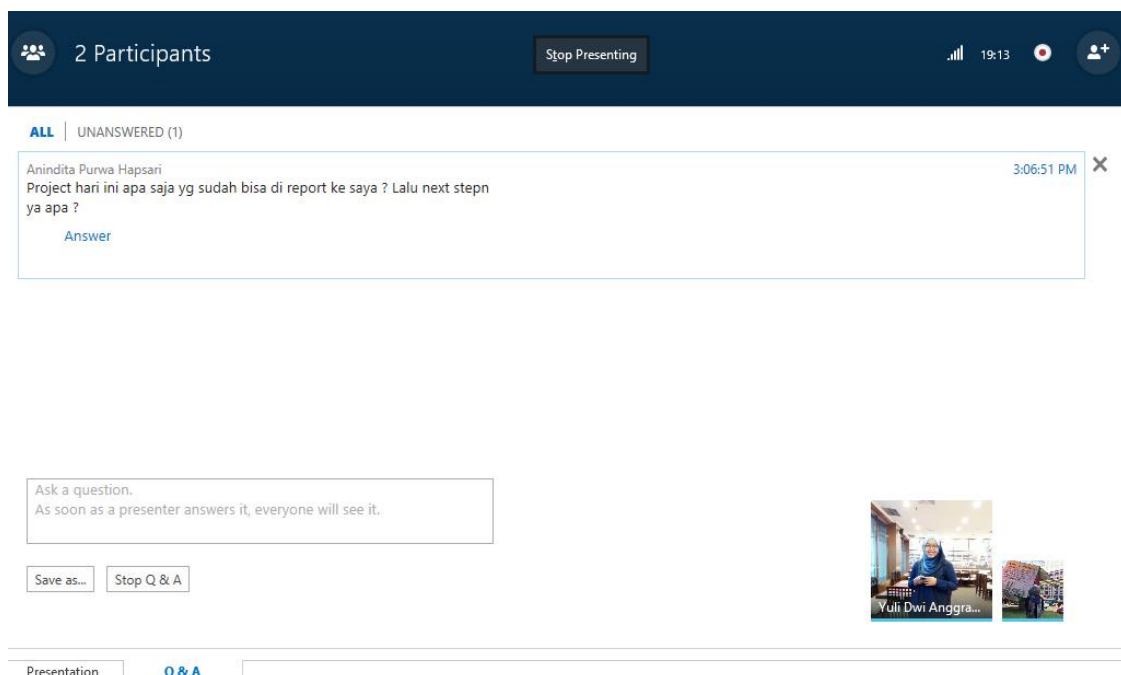 2 Participants
Stop Presenting
19:13
ALL
UNANSWERED (1)
Anindita Purwa Hapsari
3:06:51 PM
Project hari ini apa saja yg sudah bisa di report ke saya ? Lalu next stepn
ya apa ?
Answer
Ask a question.
As soon as a presenter answers it, everyone will see it.
Save as...
Stop Q & A
Yuli Dwi Anggra...
Presentation
Q & A